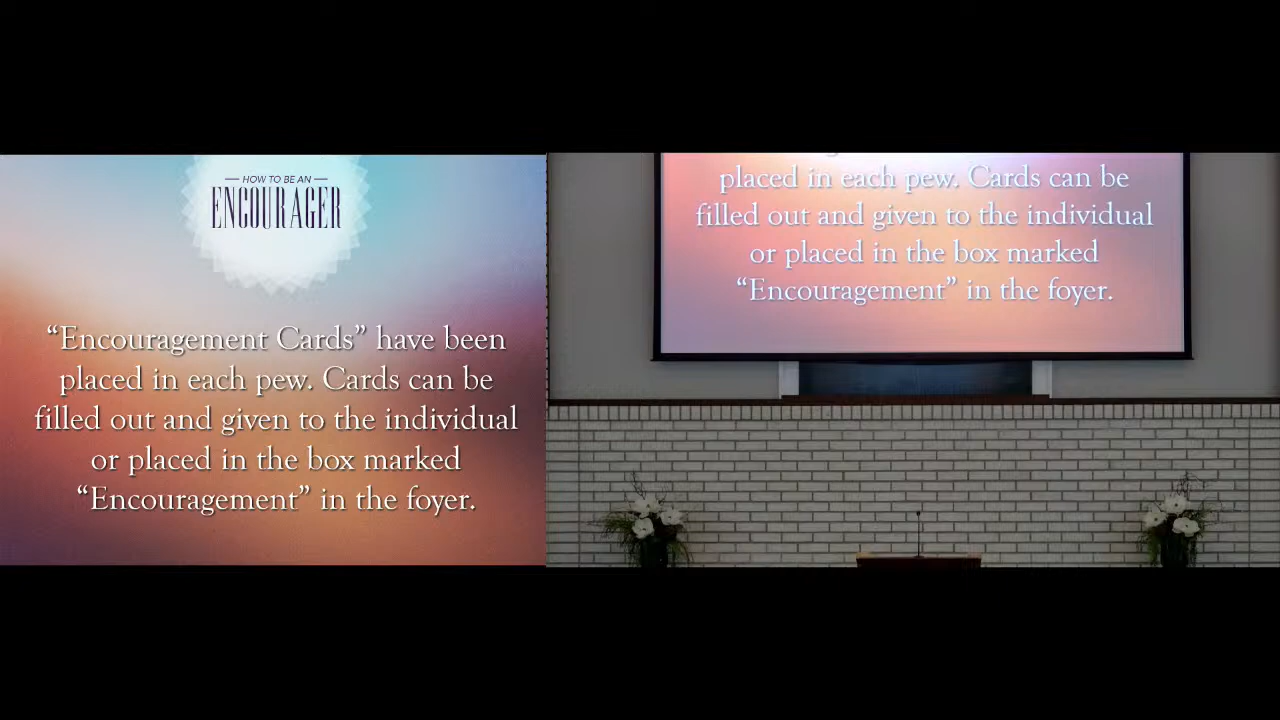 HOW TO BE AN
ENCOURAGER
“Encouragement Cards” have been
placed in each pew. Cards can be
filled out and given to the individual
or placed in the box marked
“Encouragement” in the foyer.
placed in each pew. Cards can be
filled out and given to the individual
or placed in the box marked
“Encouragement” in the foyer.